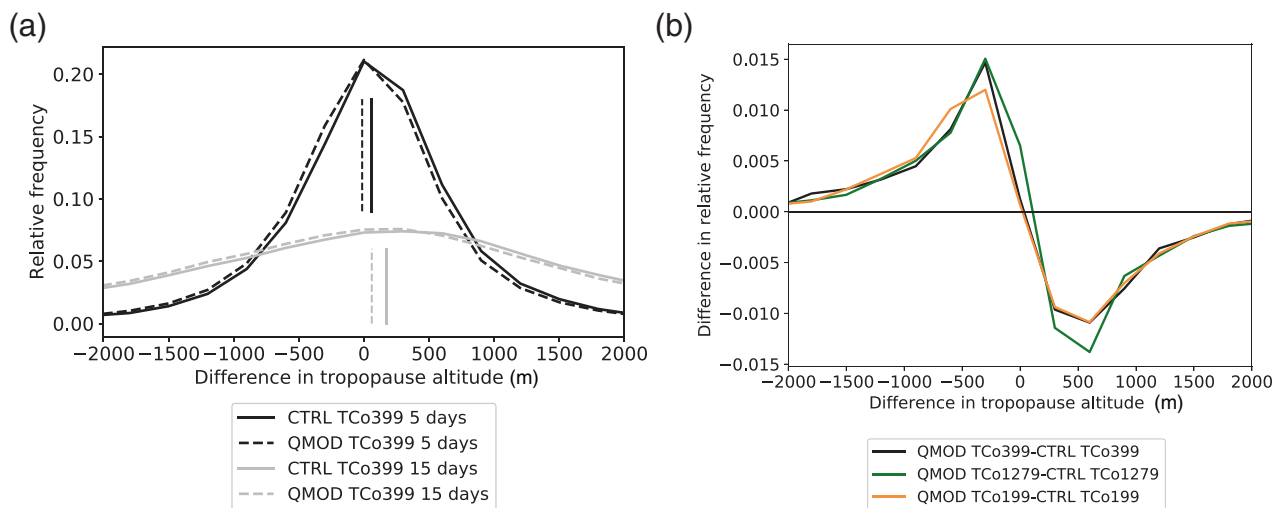 (a)
0.20
0.15
0.10
0.05
0.00
Relative frequency
−2000 −1500 −1000 −500 0 500 1000 1500 2000
Difference in tropopause altitude (m)
CTRL TCo399 5 days
QMOD TCo399 5 days
CTRL TCo399 15 days
QMOD TCo399 15 days
(b)
0.015
0.010
0.005
0.000
−0.005
−0.010
−0.015
Difference in relative frequency
−2000 −1500 −1000 −500 0 500 1000 1500 2000
Difference in tropopause altitude (m)
QMOD TCo399-CTRL TCo399
QMOD TCo1279-CTRL TCo1279
QMOD TCo199-CTRL TCo199